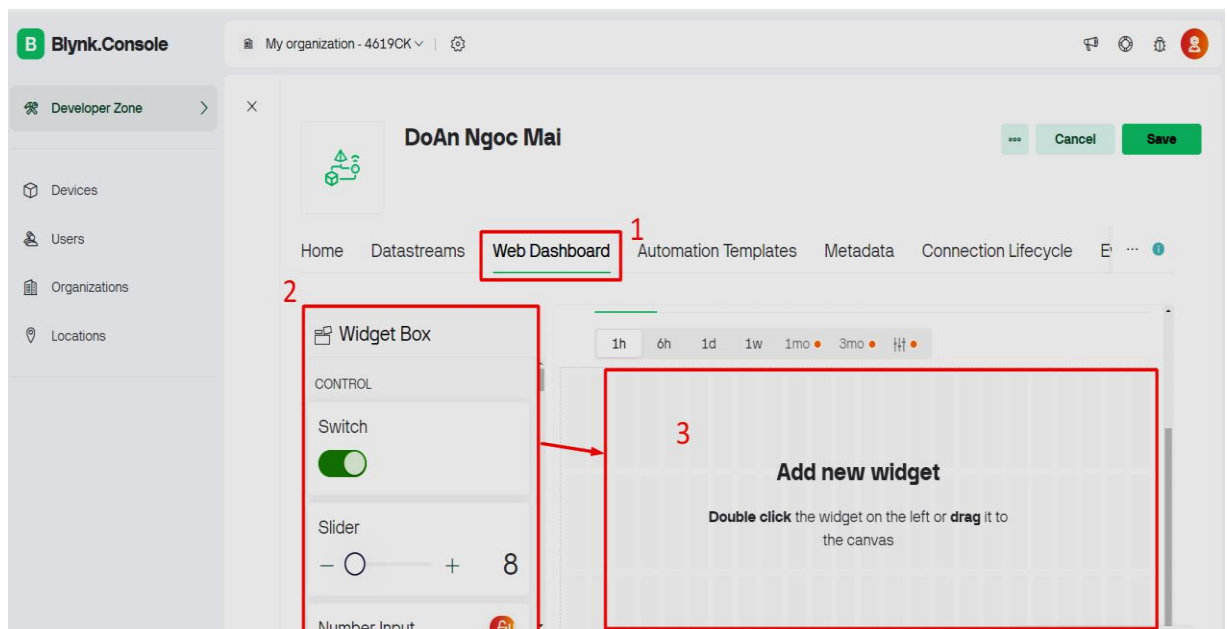 B Blynk.Console
My organization - 4619CK
Developer Zone
DoAn Ngoc Mai
Cancel
Save
Devices
Users
Organizations
Locations
1
Home Datastreams Web Dashboard Automation Templates Metadata Connection Lifecycle
2
Widget Box
1h 6h 1d 1w 1mo 3mo
CONTROL
Switch
3
Add new widget
Double click the widget on the left or drag it to
the canvas
Slider
8
Number Input